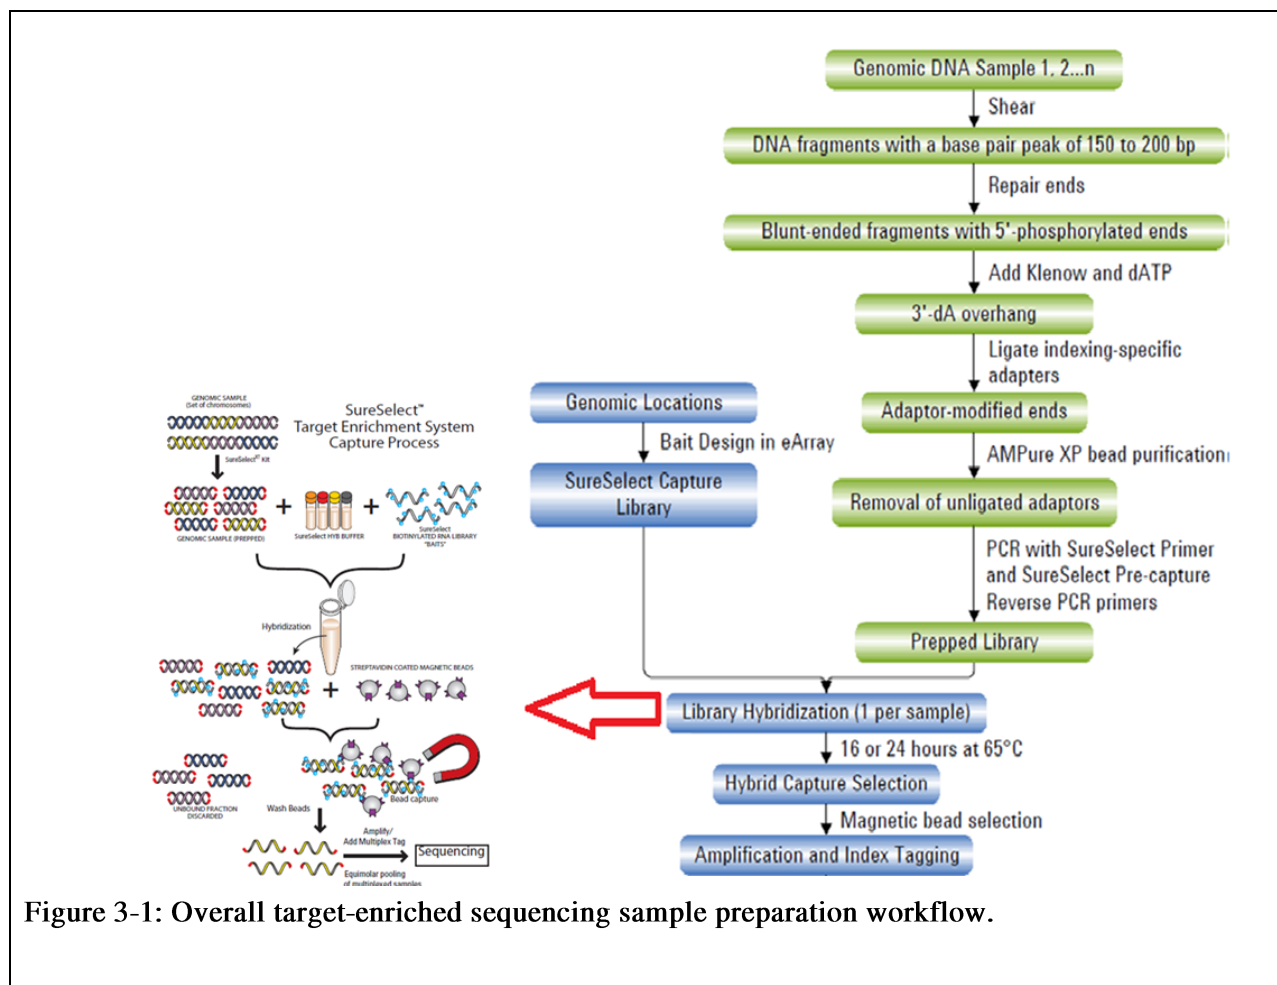 Genomic DNA Sample 1, 2...n
Shear
DNA fragments with a base pair peak of 150 to 200 bp
Repair ends
Blunt-ended fragments with 5'-phosphorylated ends
Add Klenow and dATP
3'-dA overhang
Ligate indexing-specific
adapters
Adaptor-modified ends
AMPure XP bead purification
Removal of unligated adaptors
PCR with SureSelect Primer
and SureSelect Pre-capture
Reverse PCR primers
Prepped Library
Genomic Locations
Bait Design in eArray
SureSelect Capture
Library
Library Hybridization (1 per sample)
16 or 24 hours at 65°C
Hybrid Capture Selection
Magnetic bead selection
Amplification and Index Tagging
GENOMIC SAMPLE
(Set of chromosomes)
SureSelect™
Target Enrichment System
Capture Process
SureSelect XT Kit
GENOMIC SAMPLE (PREPPED)
SureSelect HYB BUFFER
SureSelect
BIOTINYLATED RNA LIBRARY
"BAITS"
Hybridization
STREPTAVIDIN COATED MAGNETIC BEADS
UNBOUND FRACTION
DISCARDED
Bead capture
Wash Beads
Amplify/
Add Multiplex Tag
Sequencing
Equimolar pooling
of multiplexed samples
Figure 3-1: Overall target-enriched sequencing sample preparation workflow.